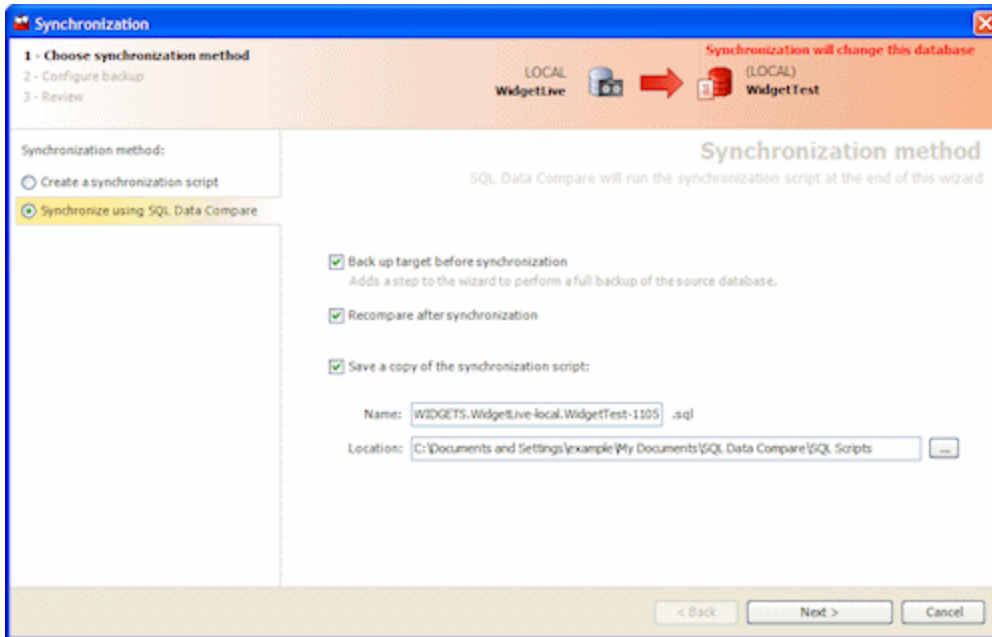 Synchronization
1 - Choose synchronization method
2 - Configure backup
3 - Review
Synchronization will change this database
LOCAL
WidgetLive
(LOCAL)
WidgetTest
Synchronization method:
Create a synchronization script
Synchronize using SQL Data Compare
Synchronization method
SQL Data Compare will run the synchronization script at the end of this wizard
Back up target before synchronization
Adds a step to the wizard to perform a full backup of the source database.
Recompare after synchronization
Save a copy of the synchronization script:
Name: WIDGETS.WidgetLive-local.WidgetTest-1105 .sql
Location: C:\Documents and Settings\example\My Documents\SQL Data Compare\SQL Scripts ...
< Back Next > Cancel